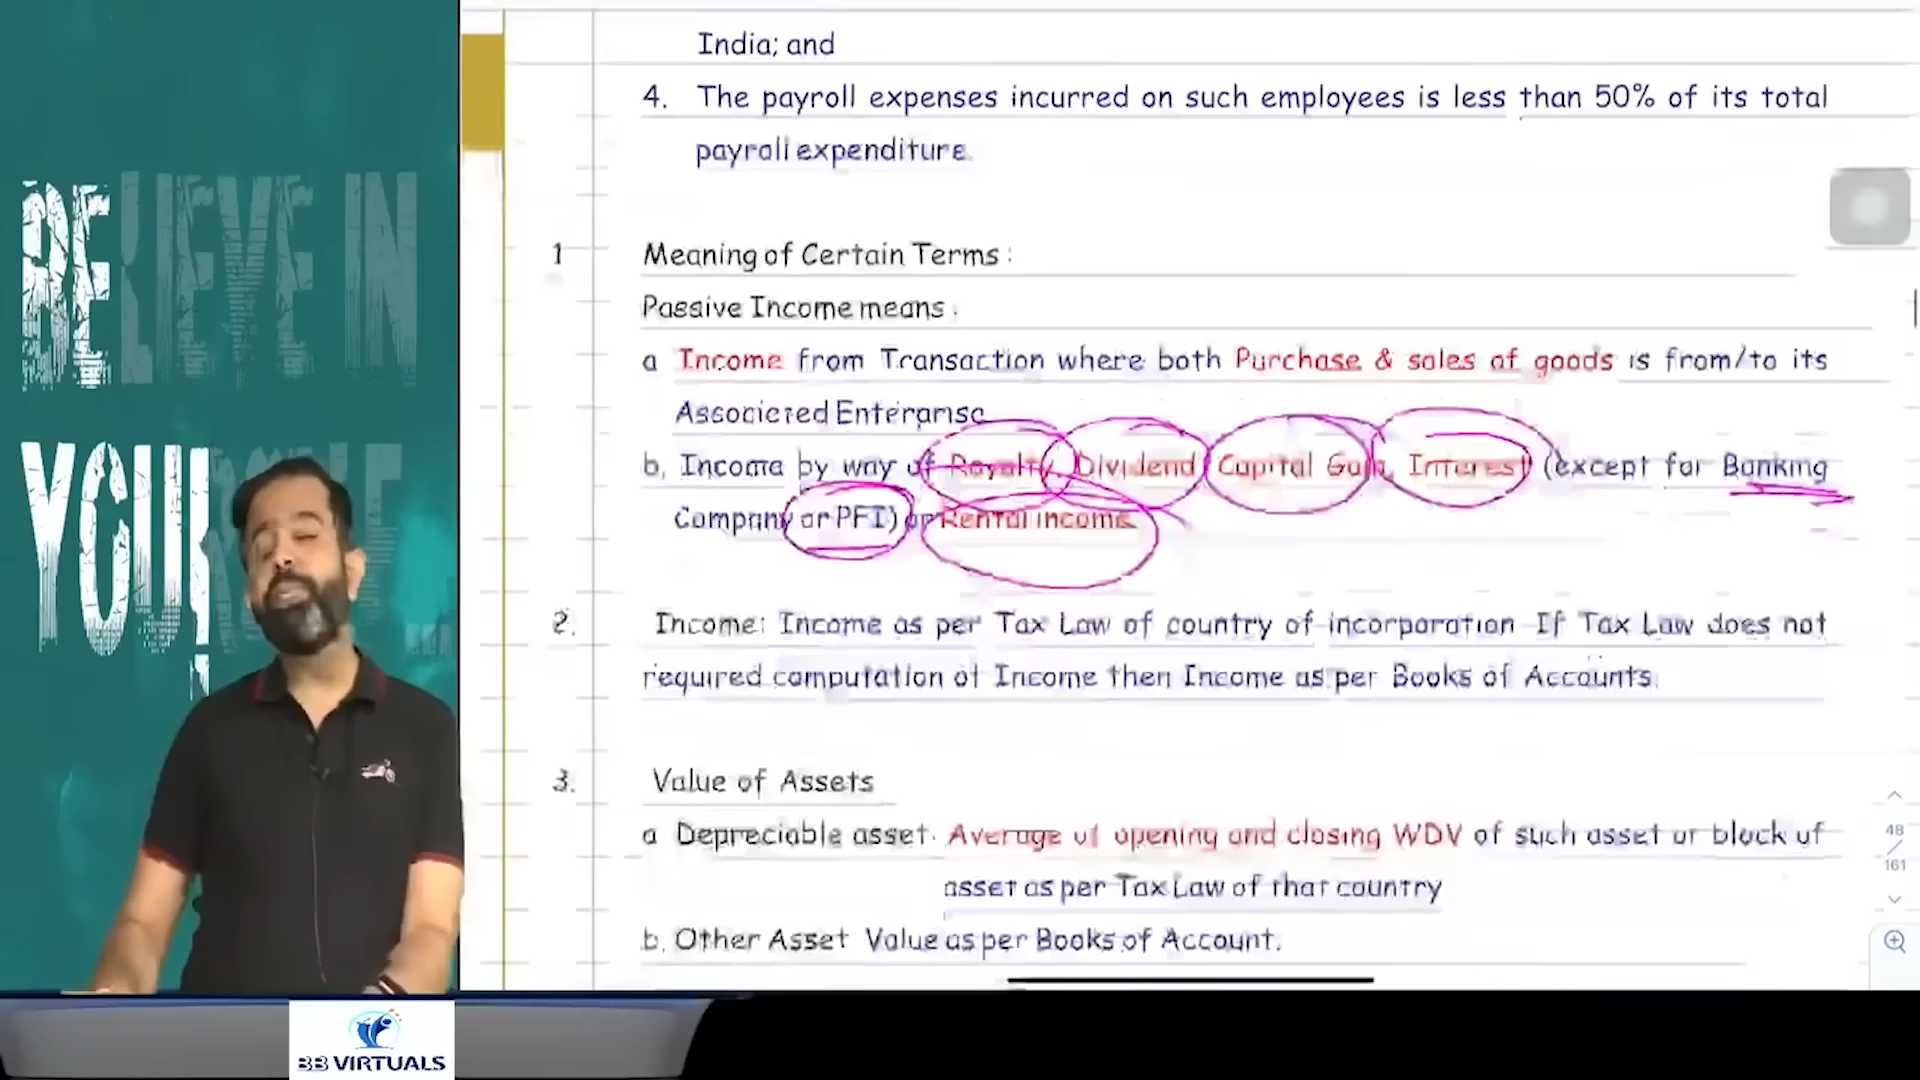 BELIEVE IN
YOURSELF
India; and
4. The payroll expenses incurred on such employees is less than 50% of its total
payroll expenditure.
1 Meaning of Certain Terms :
Passive Income means :
a Income from Transaction where both Purchase & sales of goods is from/to its
Associated Enterprise
b. Income by way of Royalty, Dividend Capital Gain, Interest (except for Banking
Company or PFI) or Rental income
2. Income: Income as per Tax Law of country of incorporation If Tax Law does not
required computation of Income then Income as per Books of Accounts.
3. Value of Assets
a Depreciable asset. Average of opening and closing WDV of such asset or block of
asset as per Tax Law of that country
b. Other Asset Value as per Books of Account.
48
/
161
BB VIRTUALS